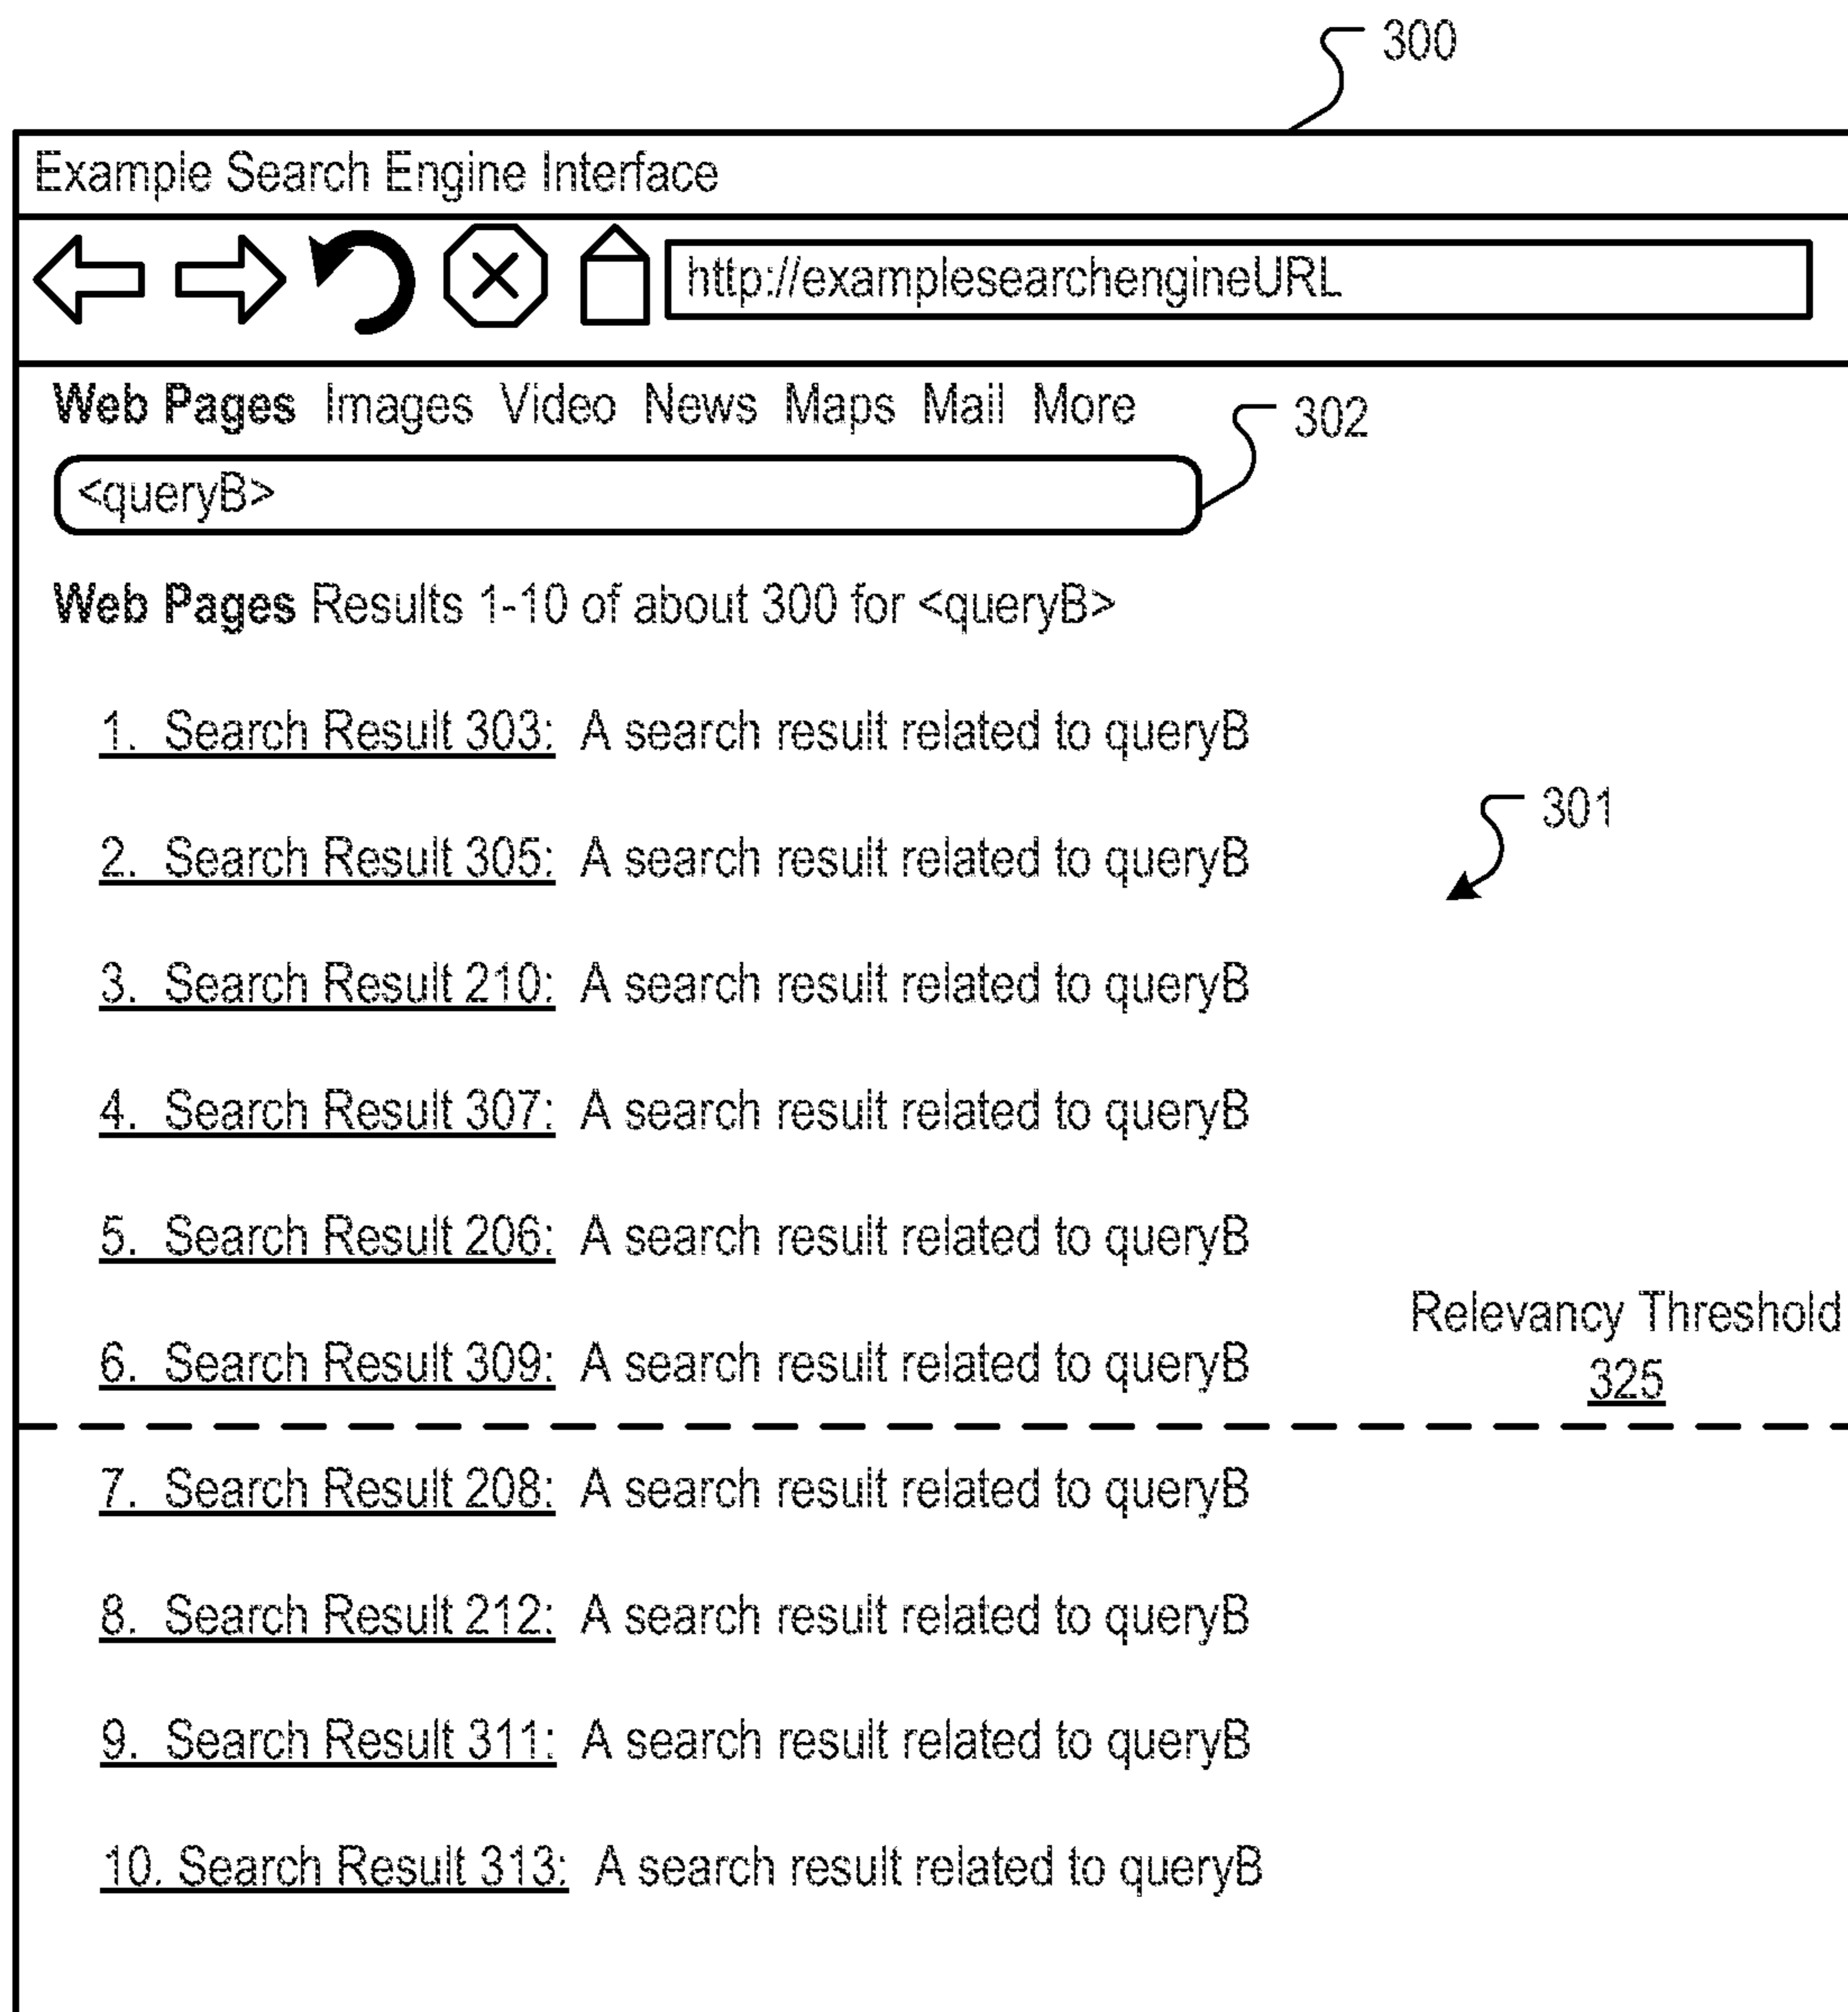 300
Example Search Engine Interface
http://examplesearchengineURL
Web Pages Images Video News Maps Mail More
302
<queryB>
Web Pages Results 1-10 of about 300 for <queryB>
1. Search Result 303: A search result related to queryB
301
2. Search Result 305: A search result related to queryB
3. Search Result 210: A search result related to queryB
4. Search Result 307: A search result related to queryB
5. Search Result 206: A search result related to queryB
Relevancy Threshold
325
6. Search Result 309: A search result related to queryB
7. Search Result 208: A search result related to queryB
8. Search Result 212: A search result related to queryB
9. Search Result 311: A search result related to queryB
10. Search Result 313: A search result related to queryB